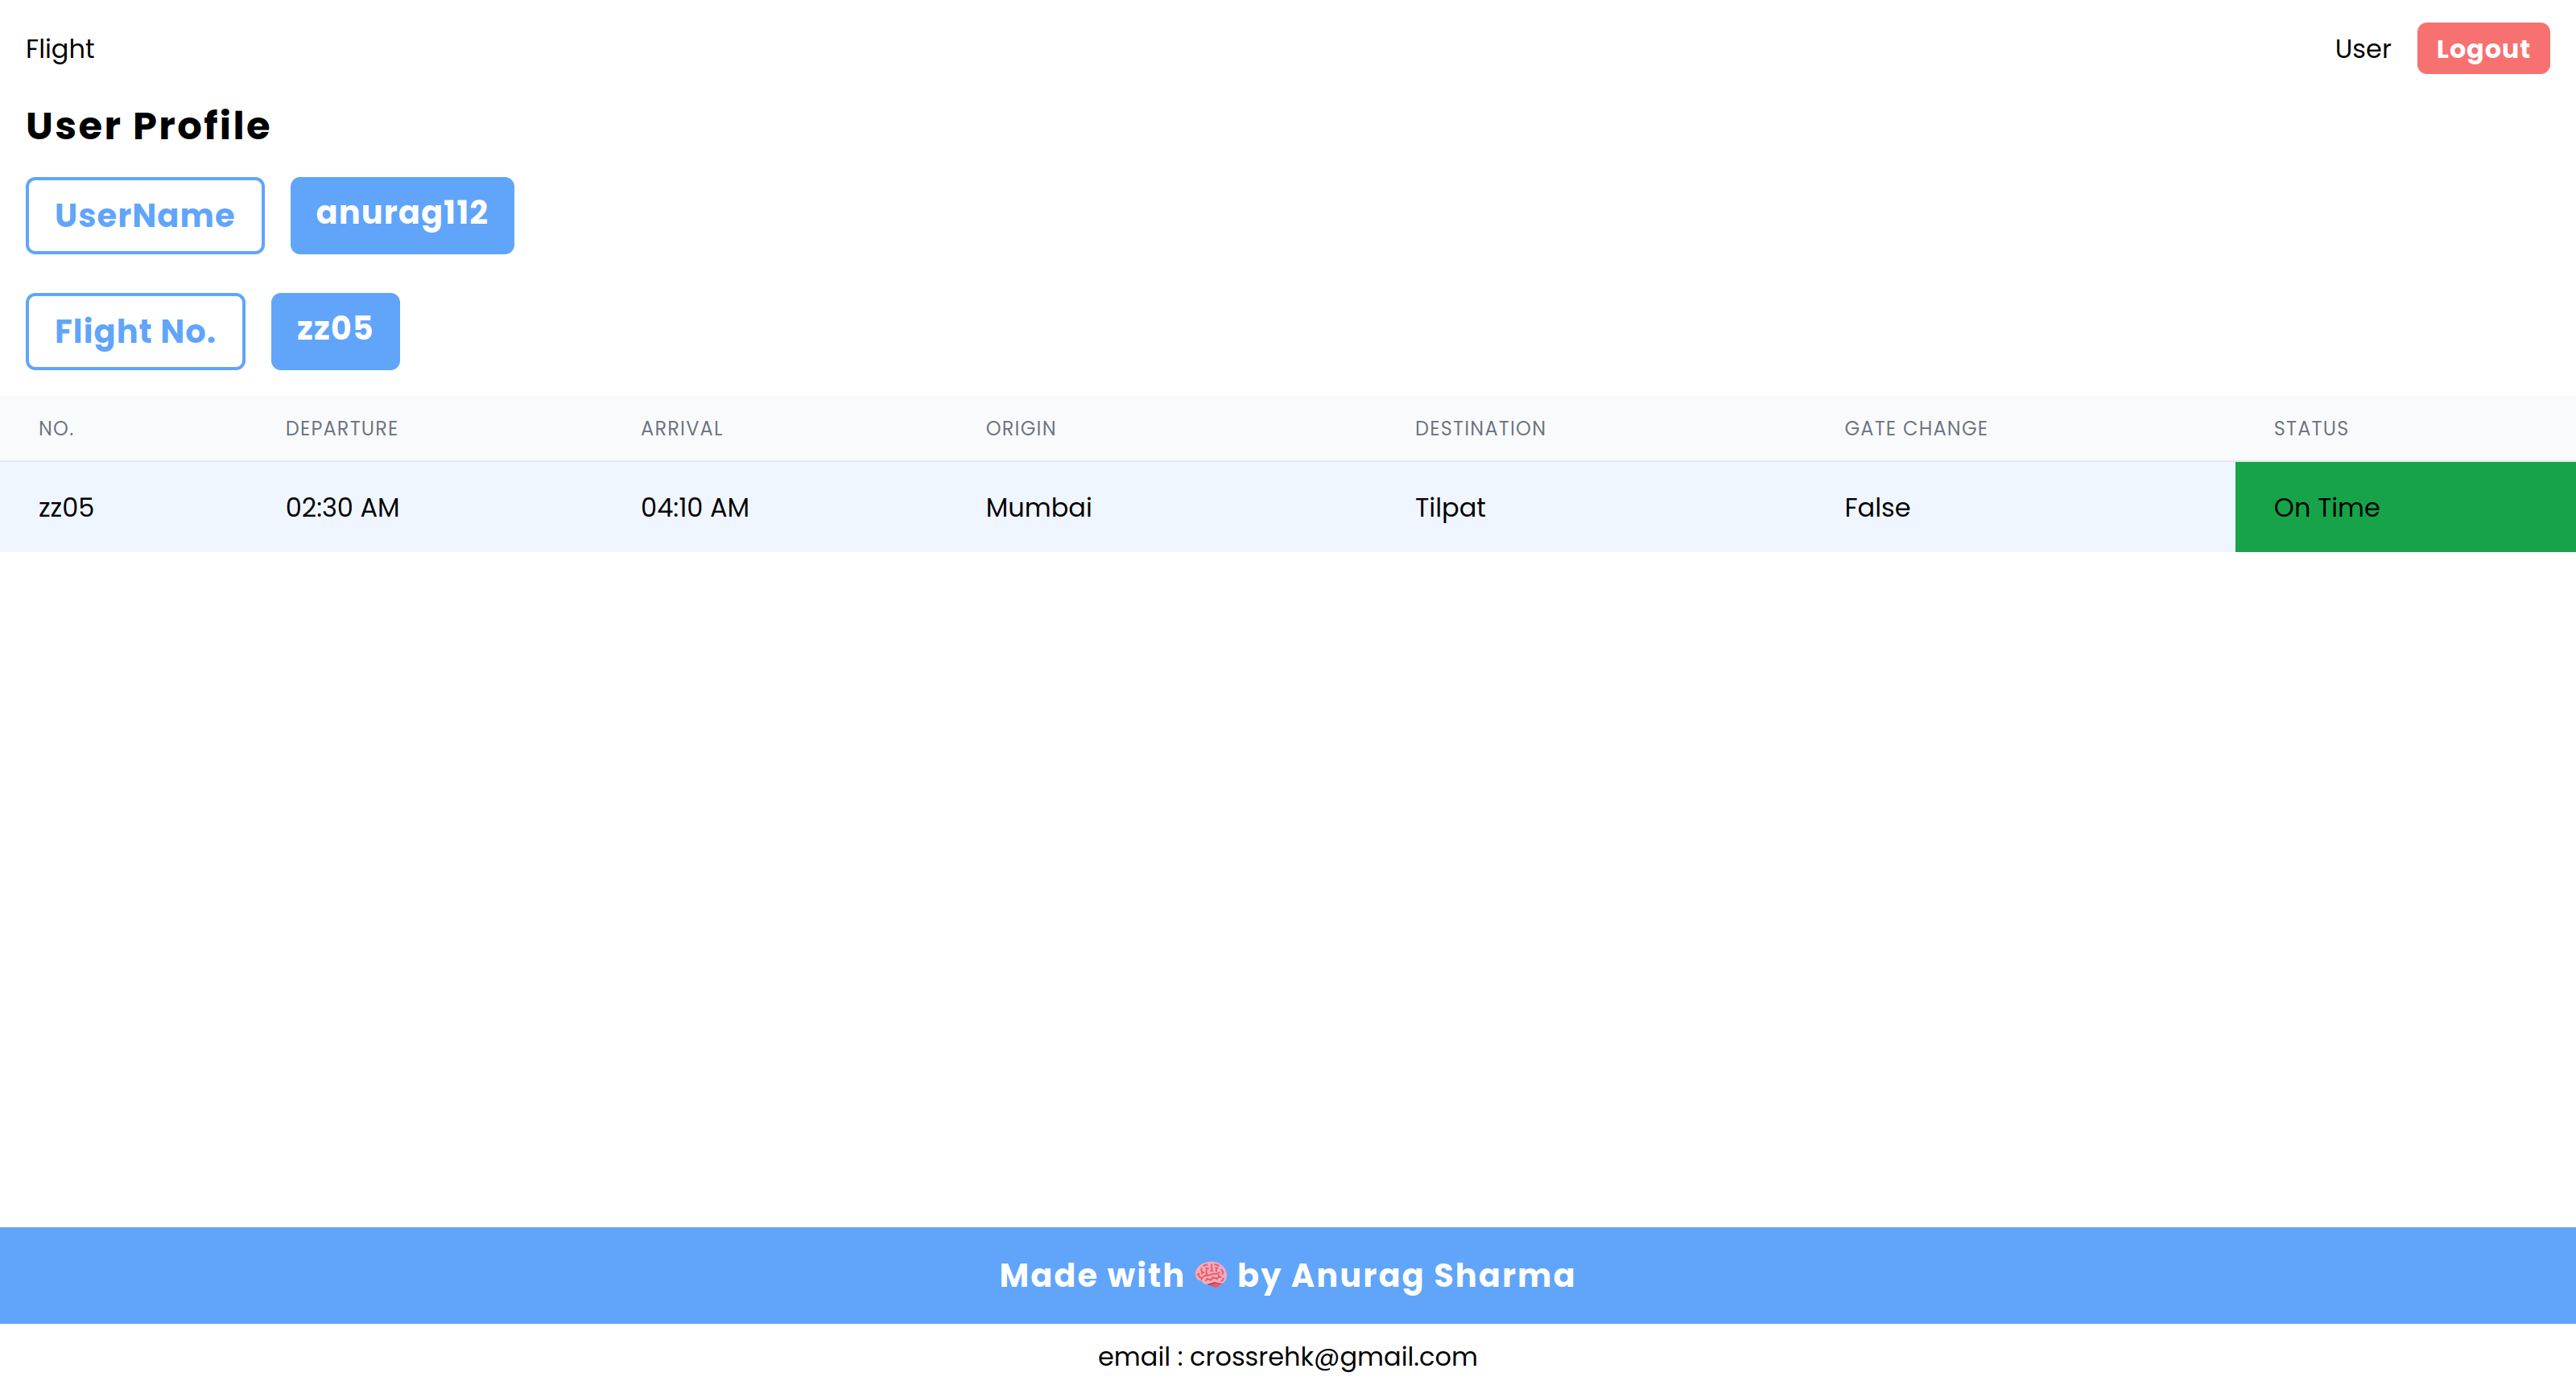 Flight User Logout
User Profile
UserName anurag112
Flight No. zz05
NO. DEPARTURE ARRIVAL ORIGIN DESTINATION GATE CHANGE STATUS
zz05 02:30 AM 04:10 AM Mumbai Tilpat False On Time
Made with 🧠 by Anurag Sharma
email : crossrehk@gmail.com